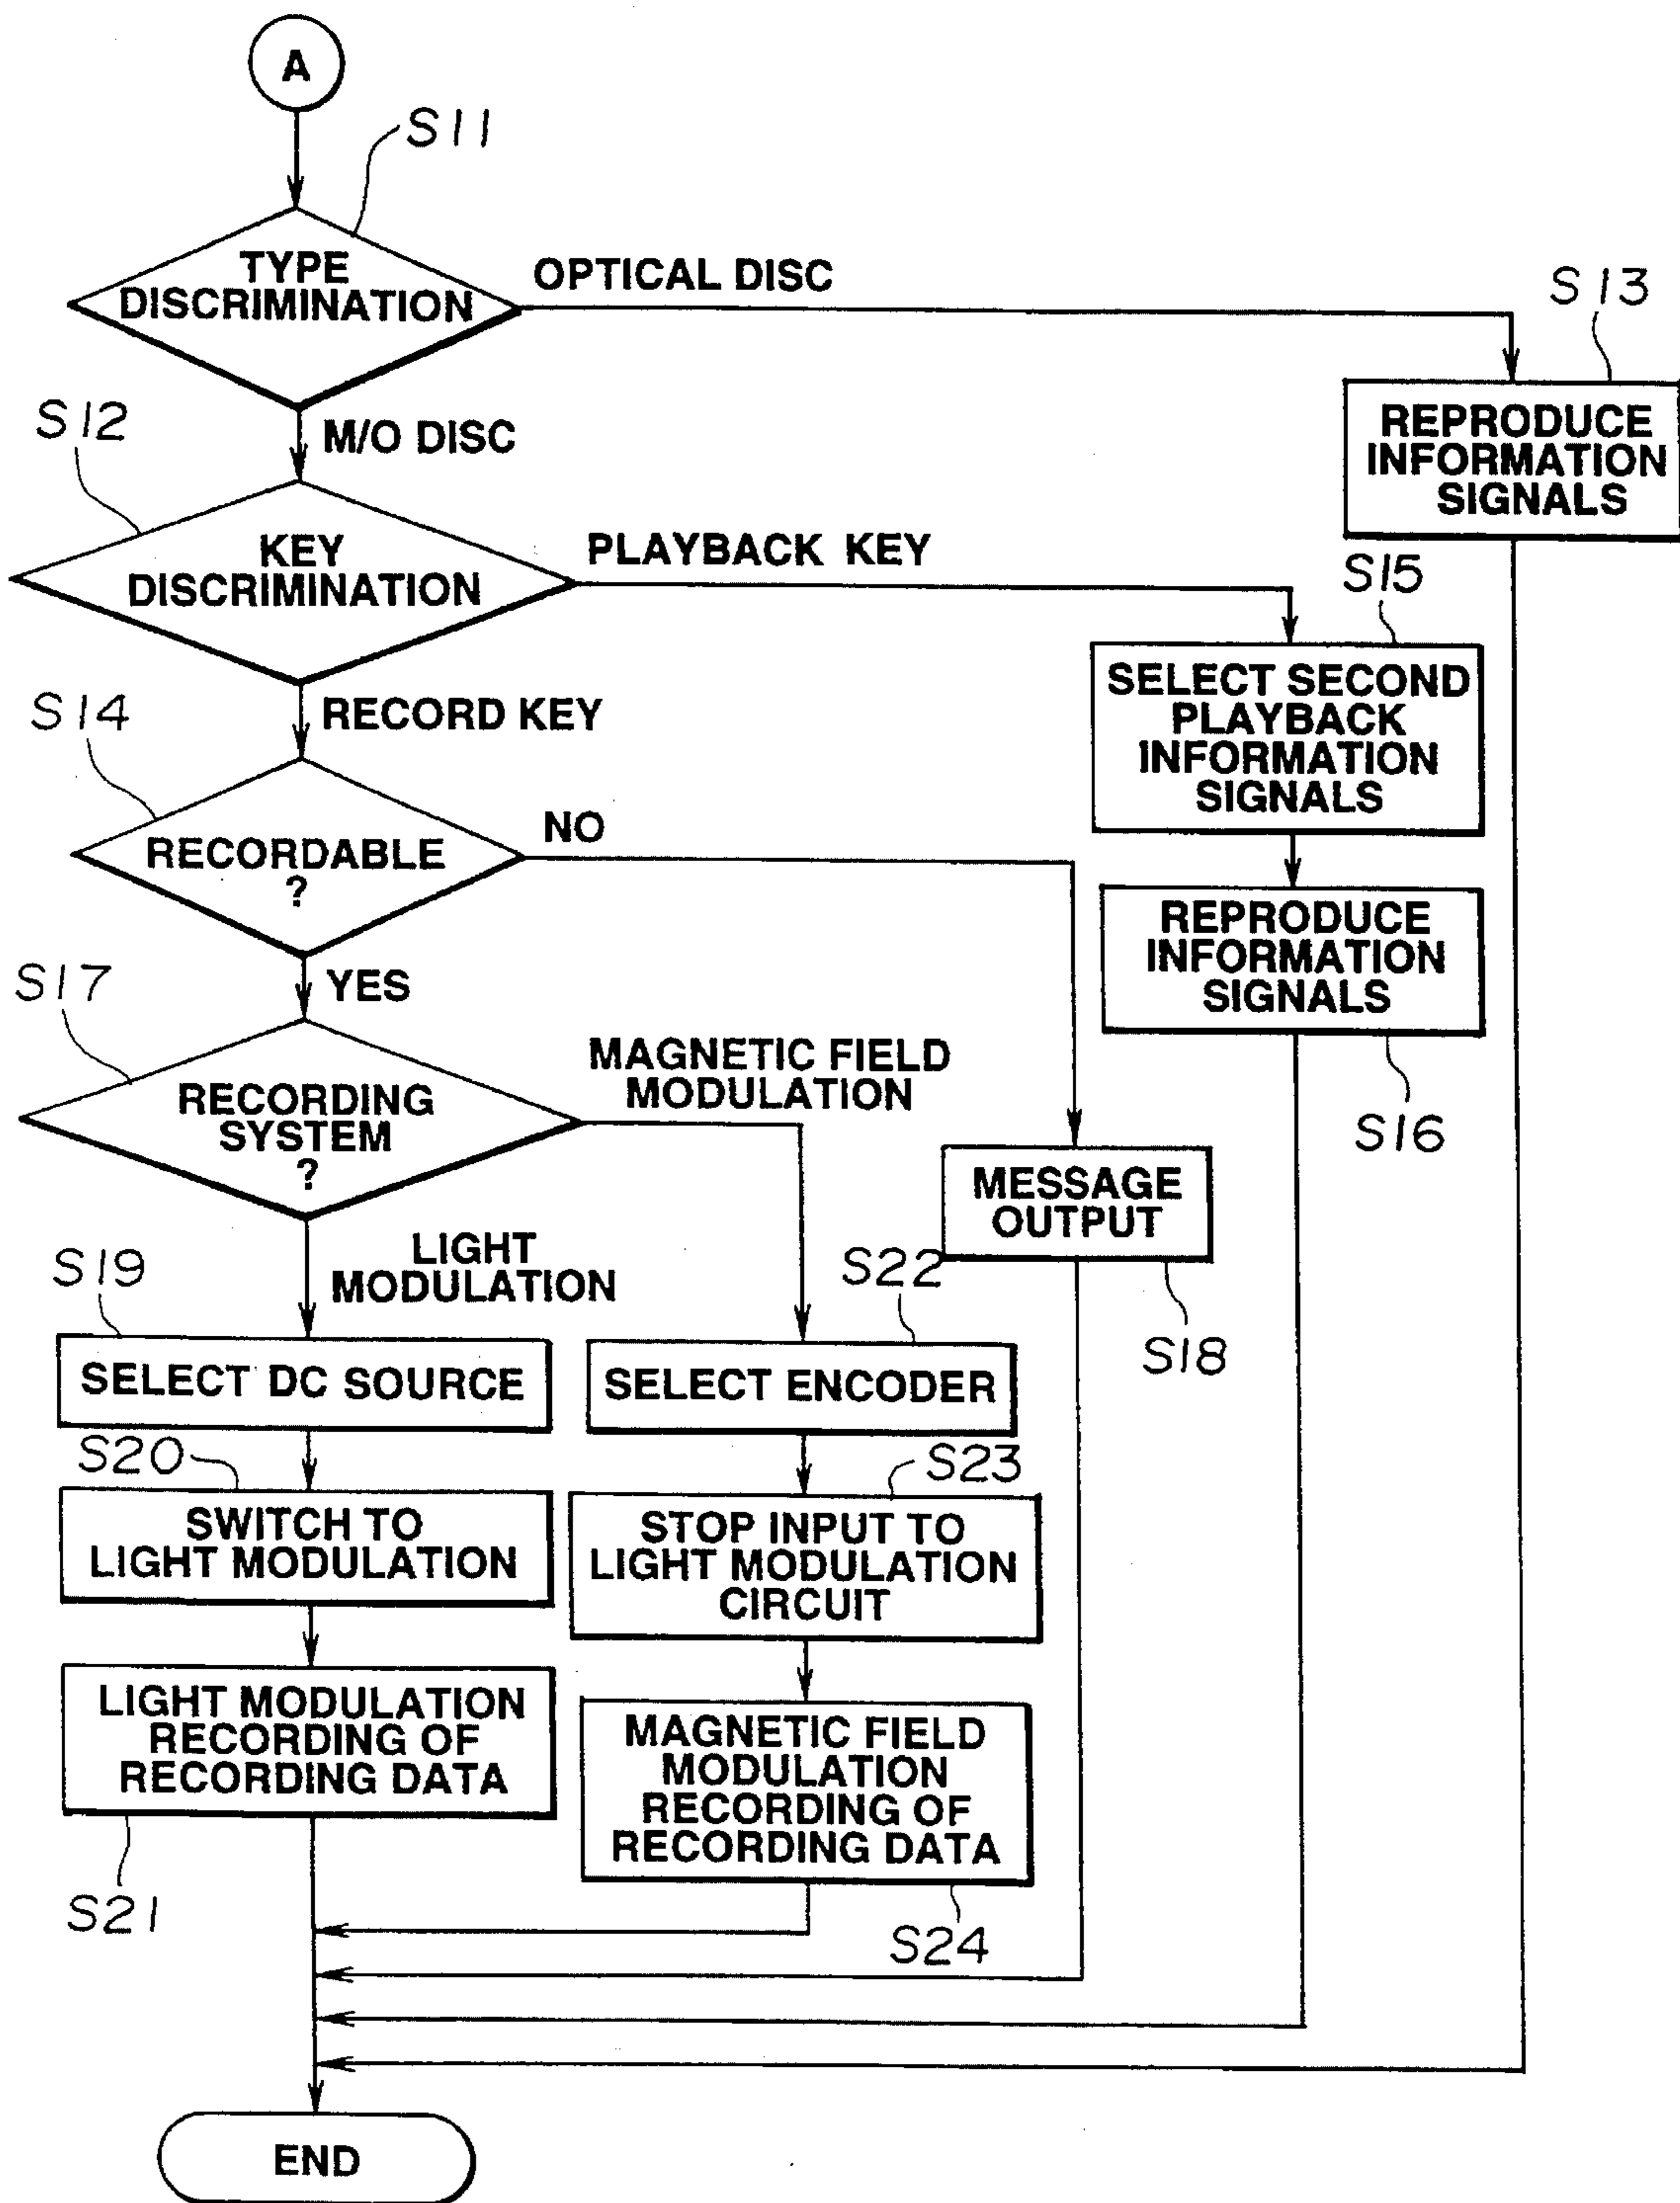 A
S11
TYPE
DISCRIMINATION
OPTICAL DISC
S13
REPRODUCE
INFORMATION
SIGNALS
M/O DISC
S12
KEY
DISCRIMINATION
PLAYBACK KEY
S15
SELECT SECOND
PLAYBACK
INFORMATION
SIGNALS
RECORD KEY
S14
RECORDABLE
?
NO
REPRODUCE
INFORMATION
SIGNALS
S16
YES
S17
RECORDING
SYSTEM
?
MAGNETIC FIELD
MODULATION
MESSAGE
OUTPUT
S18
LIGHT
MODULATION
S19
SELECT DC SOURCE
S22
SELECT ENCODER
S20
SWITCH TO
LIGHT MODULATION
S23
STOP INPUT TO
LIGHT MODULATION
CIRCUIT
LIGHT MODULATION
RECORDING OF
RECORDING DATA
S21
MAGNETIC FIELD
MODULATION
RECORDING OF
RECORDING DATA
S24
END